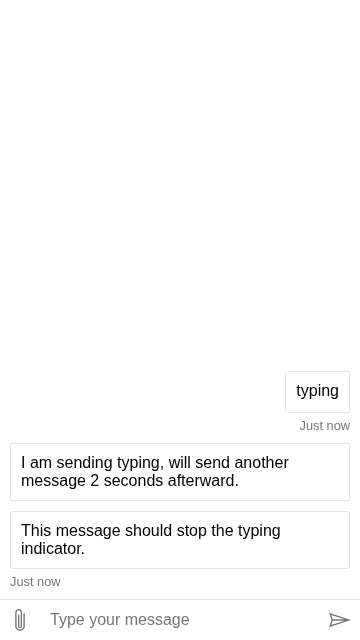 typing
Just now
I am sending typing, will send another
message 2 seconds afterward.
This message should stop the typing
indicator.
Just now
Type your message